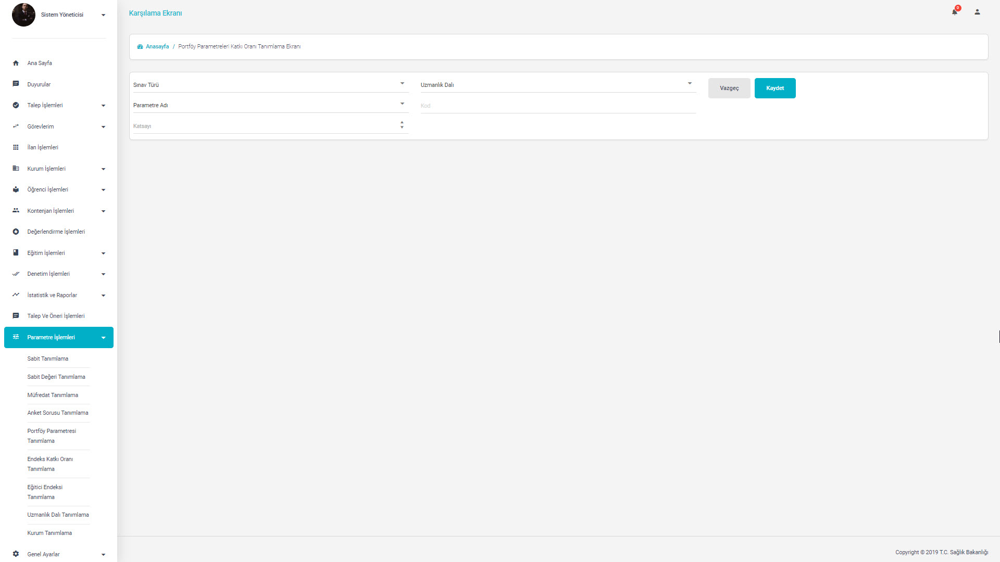 Sistem Yöneticisi
Ana Sayfa
Duyurular
Talep İşlemleri
Görevlerim
İlan İşlemleri
Kurum İşlemleri
Öğrenci İşlemleri
Kontenjan İşlemleri
Değerlendirme İşlemleri
Eğitim İşlemleri
Denetim İşlemleri
İstatistik ve Raporlar
Talep Ve Öneri İşlemleri
Parametre İşlemleri
Sabit Tanımlama
Sabit Değeri Tanımlama
Müfredat Tanımlama
Anket Sorusu Tanımlama
Portföy Parametresi
Tanımlama
Endeks Katkı Oranı
Tanımlama
Eğitici Endeksi
Tanımlama
Uzmanlık Dalı Tanımlama
Kurum Tanımlama
Genel Ayarlar
Karşılama Ekranı
0
Anasayfa / Portföy Parametreleri Katkı Oranı Tanımlama Ekranı
Sınav Türü
Uzmanlık Dalı
Vazgeç
Kaydet
Parametre Adı
Kod
Katsayı
Copyright © 2019 T.C. Sağlık Bakanlığı